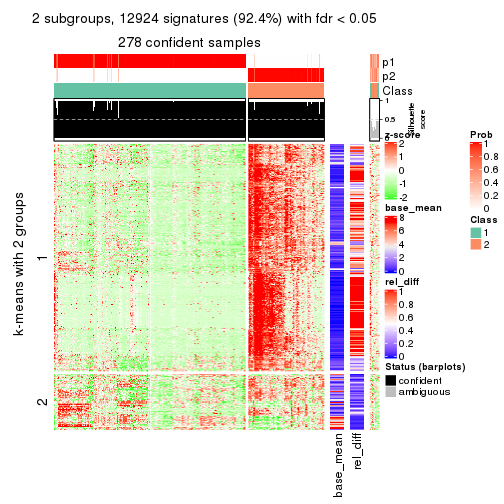 2 subgroups, 12924 signatures (92.4%) with fdr < 0.05
278 confident samples
p1
p2
Class
1
0.5
0
Silhouette
score
k-means with 2 groups
1
2
base_mean
rel_diff
z-score
2
1
0
-1
-2
base_mean
8
6
4
2
0
rel_diff
1
0.8
0.6
0.4
0.2
0
Status (barplots)
confident
ambiguous
Prob
1
0.8
0.6
0.4
0.2
0
Class
1
2